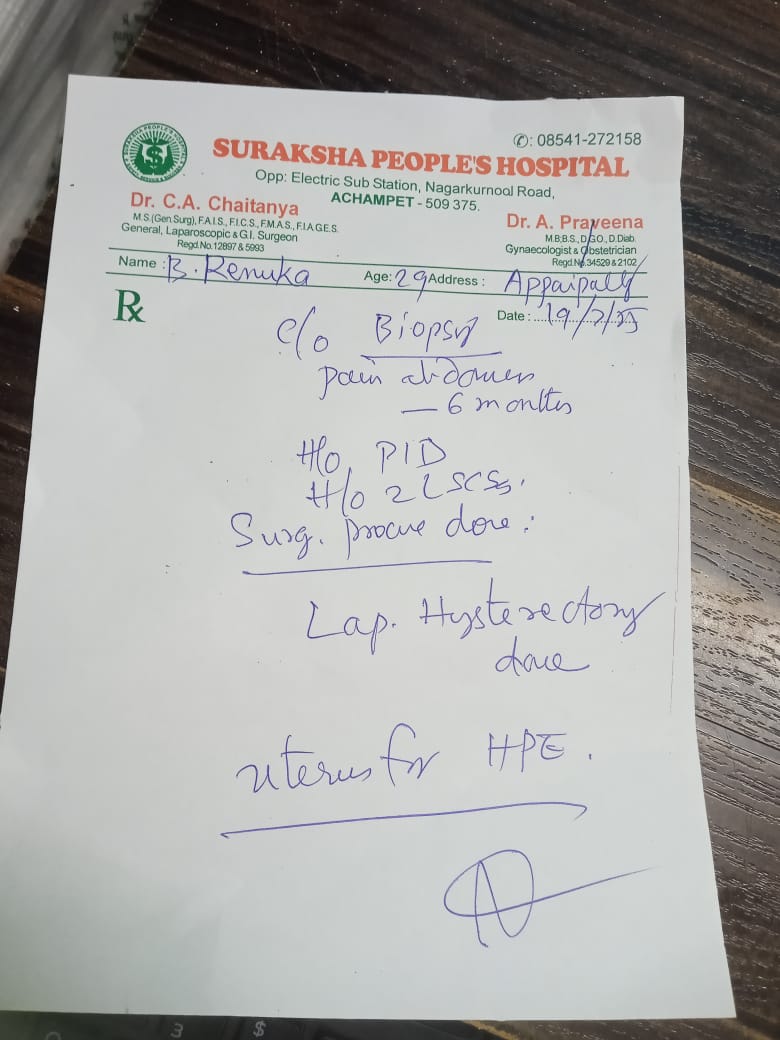 ✆: 08541-272158
SURAKSHA PEOPLE'S HOSPITAL
Opp: Electric Sub Station, Nagarkurnool Road,
ACHAMPET - 509 375.
Dr. C.A. Chaitanya
M.S.(Gen.Surg), F.A.I.S., F.I.C.S., F.M.A.S., F.I.A.G.E.S.
General, Laparoscopic & G.I. Surgeon
Regd.No.12897 & 5993
Dr. A. Praveena
M.B.B.S., D.G.O., D.Diab.
Gynaecologist & Obstetrician
Regd.No.34529 & 2102
Name : B. Renuka Age: 29 Address : Appaipally
Rx Date : 19/2/25
c/o Biopsy
pain abdomen
— 6 months
H/o PID
H/o 2 LSCSs.
Surg. done :
Lap. Hysterectomy
done
uterus for HPE.
3 $